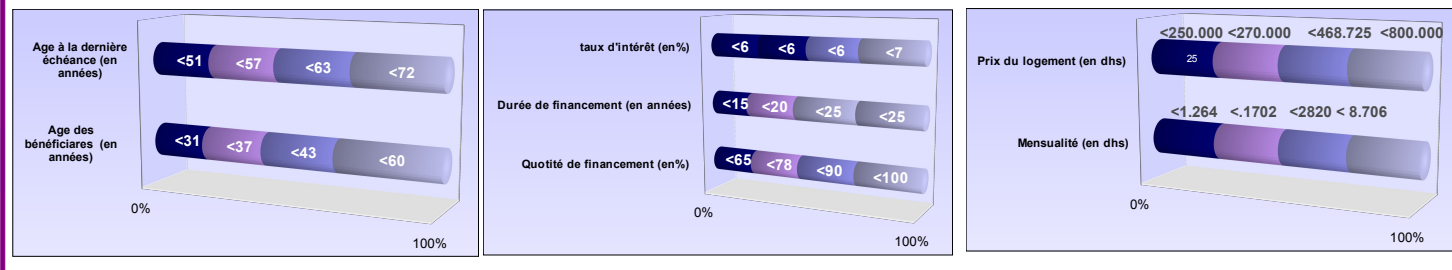 Age à la dernière
échéance (en
années)
<51 <57 <63 <72
Age des
bénéficiares (en
années)
<31 <37 <43 <60
0%
100%
taux d'intérêt (en%)
<6 <6 <6 <7
Durée de financement (en années)
<15 <20 <25 <25
Quotité de financement (en%)
<65 <78 <90 <100
0%
100%
<250.000 <270.000 <468.725 <800.000
Prix du logement (en dhs)
25
<1.264 <.1702 <2820 < 8.706
Mensualité (en dhs)
0%
100%